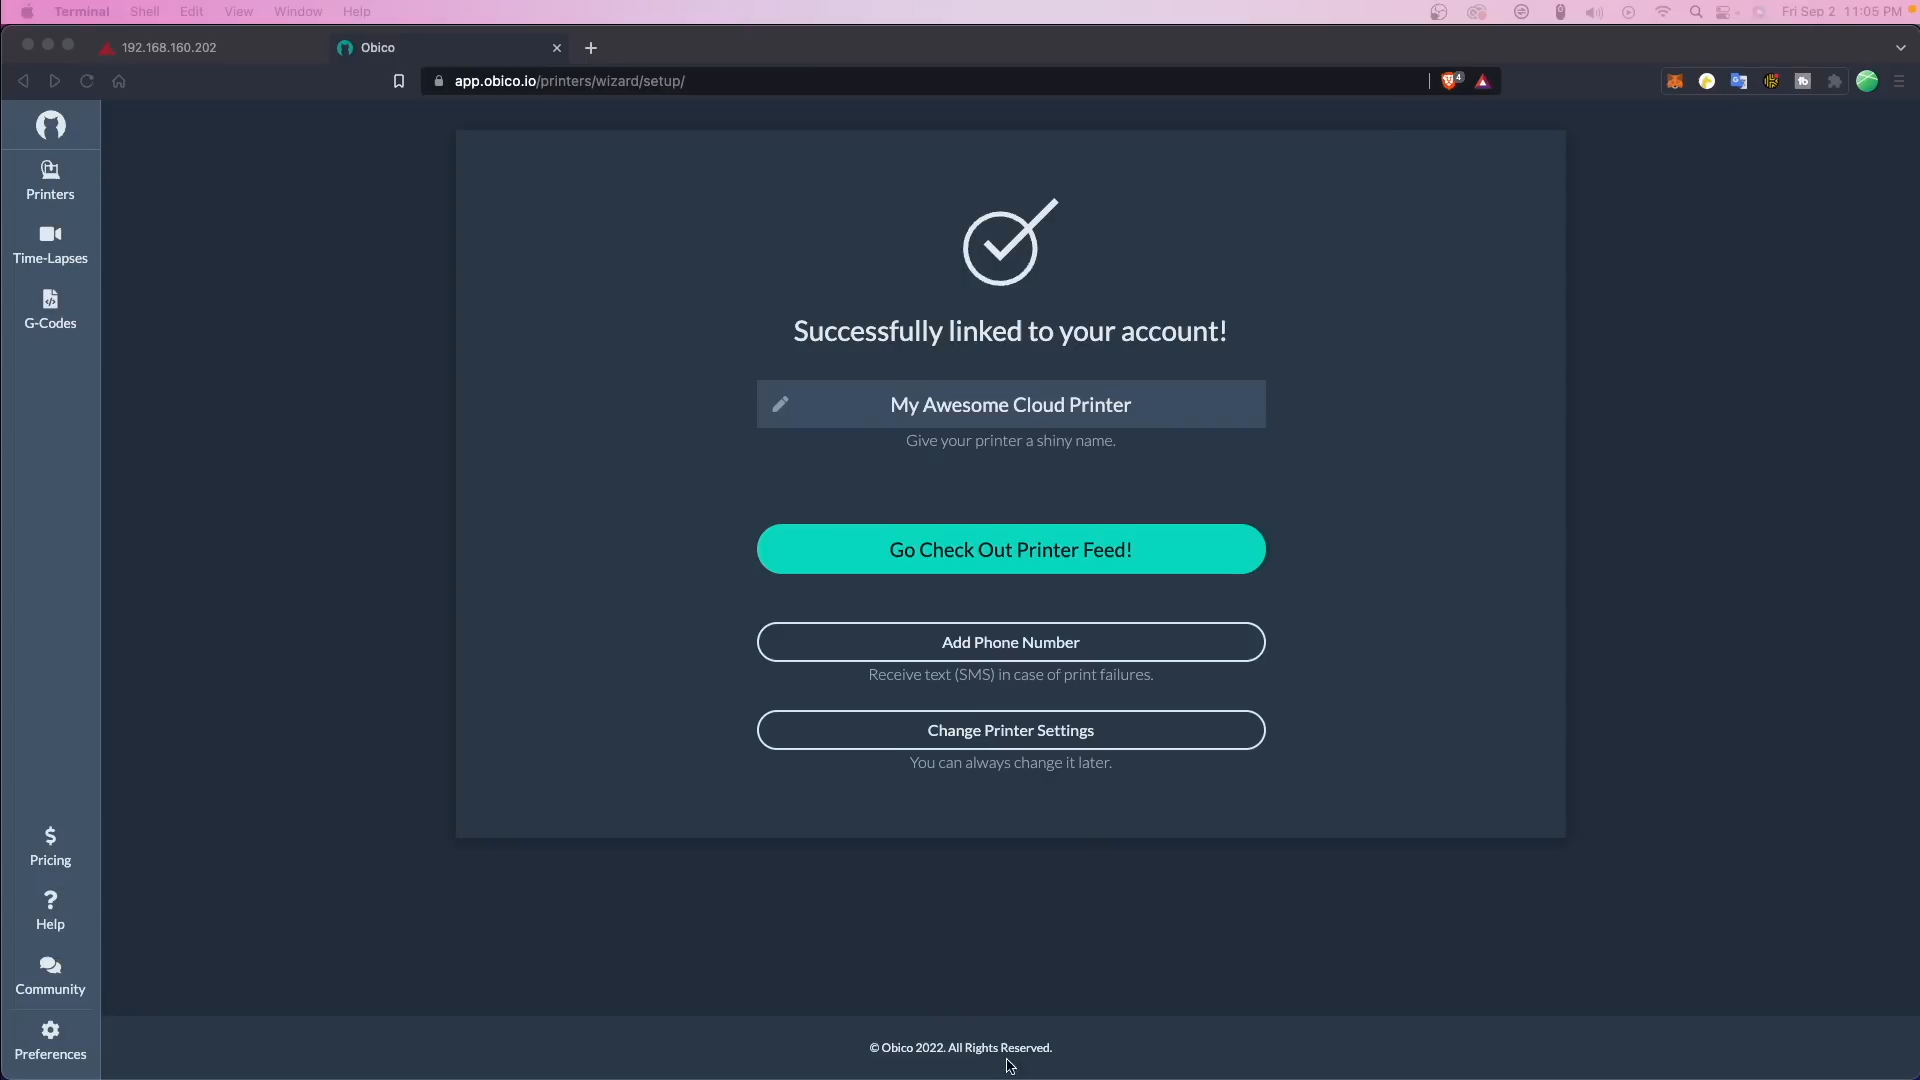 Terminal Shell Edit View Window Help
Fri Sep 2 11:05 PM
192.168.160.202
Obico
app.obico.io/printers/wizard/setup/
4
Printers
Time-Lapses
G-Codes
Successfully linked to your account!
My Awesome Cloud Printer
Give your printer a shiny name.
Go Check Out Printer Feed!
Add Phone Number
Receive text (SMS) in case of print failures.
Change Printer Settings
You can always change it later.
Pricing
Help
Community
Preferences
© Obico 2022. All Rights Reserved.